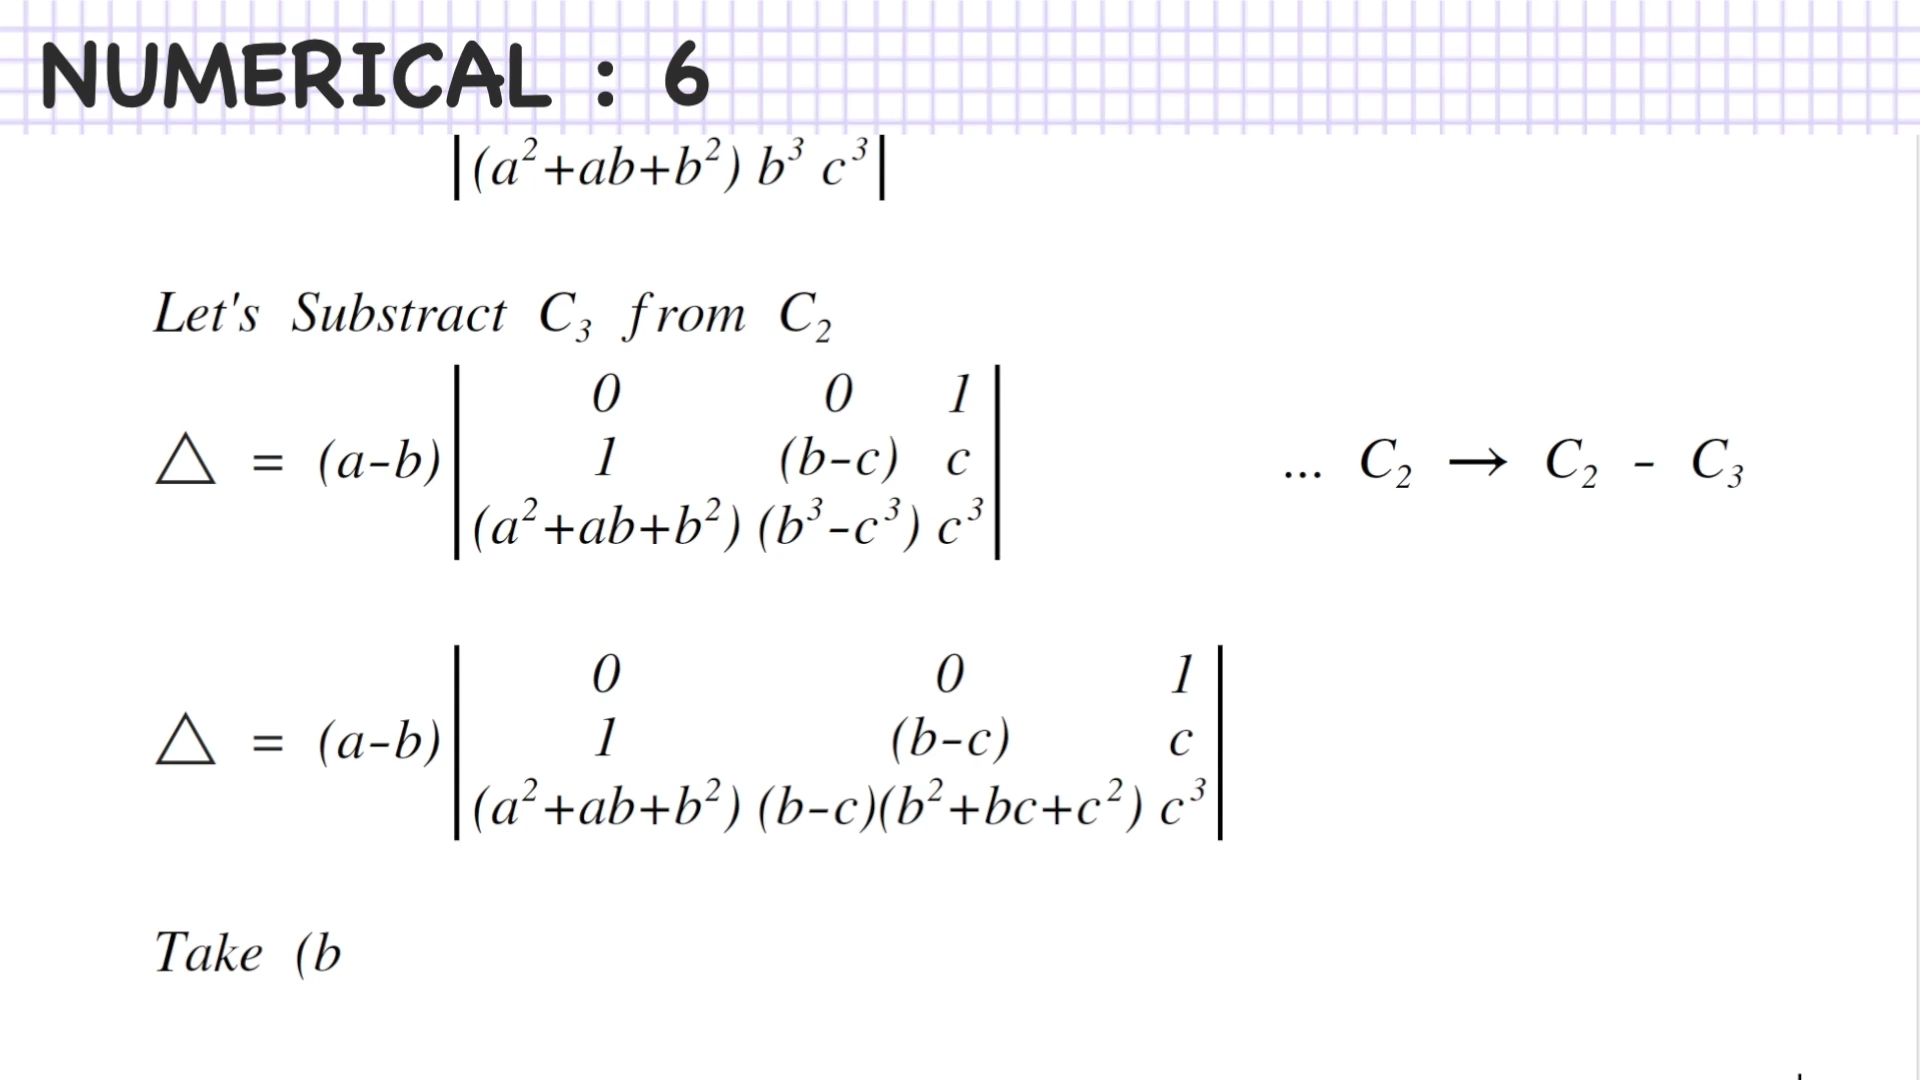 NUMERICAL : 6
|(a²+ab+b²) b³ c³|
Let's Substract C₃ from C₂
0 0 1
△ = (a-b) 1 (b-c) c ... C₂ → C₂ - C₃
(a²+ab+b²) (b³-c³) c³
0 0 1
△ = (a-b) 1 (b-c) c
(a²+ab+b²) (b-c)(b²+bc+c²) c³
Take (b